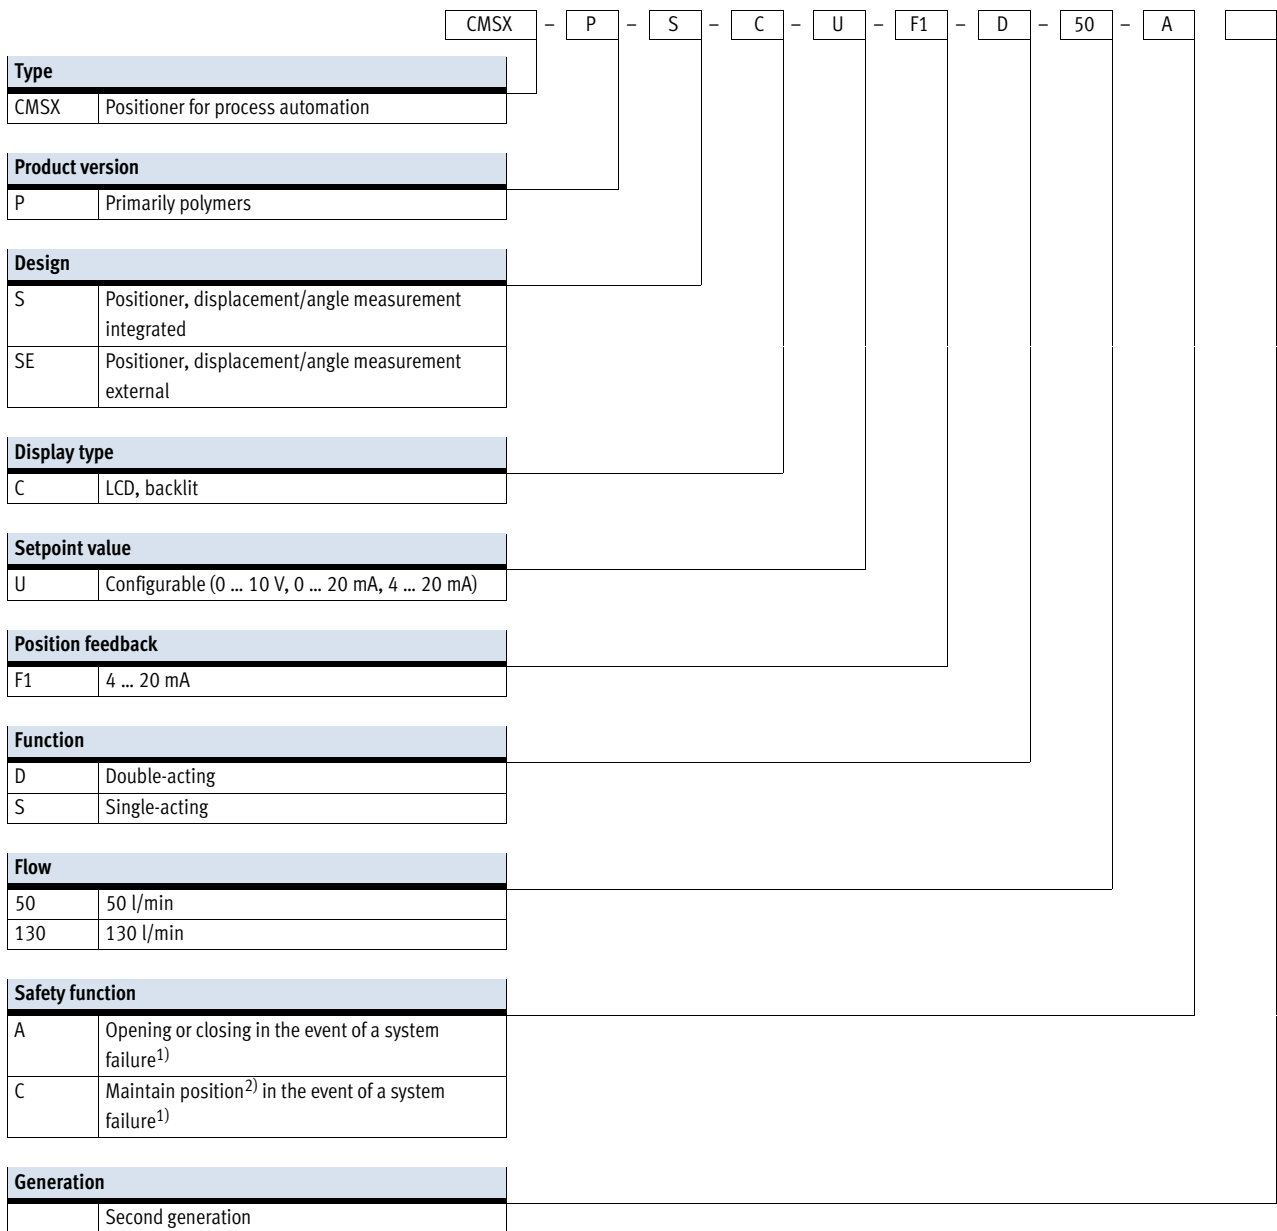 CMSX – P – S – C – U – F1 – D – 50 – A
Type
CMSX Positioner for process automation
Product version
P Primarily polymers
Design
S Positioner, displacement/angle measurement
integrated
SE Positioner, displacement/angle measurement
external
Display type
C LCD, backlit
Setpoint value
U Configurable (0 ... 10 V, 0 ... 20 mA, 4 ... 20 mA)
Position feedback
F1 4 ... 20 mA
Function
D Double-acting
S Single-acting
Flow
50 50 l/min
130 130 l/min
Safety function
A Opening or closing in the event of a system
failure1)
C Maintain position2) in the event of a system
failure1)
Generation
Second generation